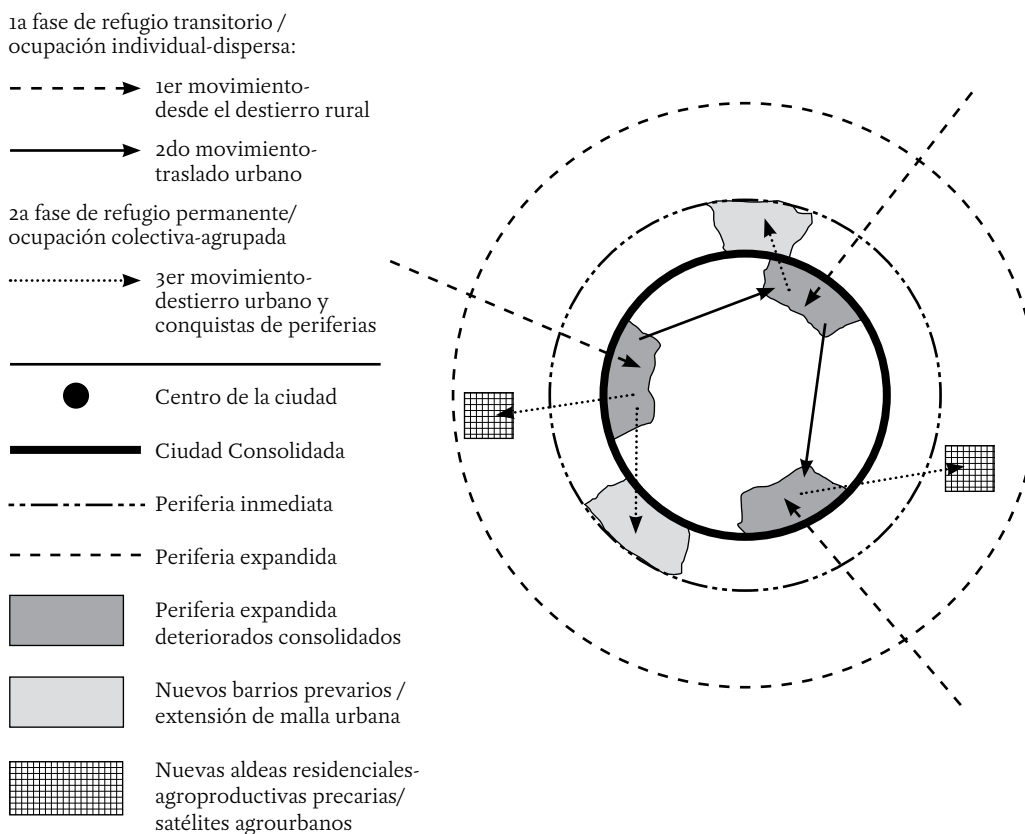 1a fase de refugio transitorio /
ocupación individual-dispersa:
1er movimiento-
desde el destierro rural
2do movimiento-
traslado urbano
2a fase de refugio permanente/
ocupación colectiva-agrupada
3er movimiento-
destierro urbano y
conquistas de periferias
Centro de la ciudad
Ciudad Consolidada
Periferia inmediata
Periferia expandida
Periferia expandida
deteriorados consolidados
Nuevos barrios prevarios /
extensión de malla urbana
Nuevas aldeas residenciales-
agroproductivas precarias/
satélites agrourbanos